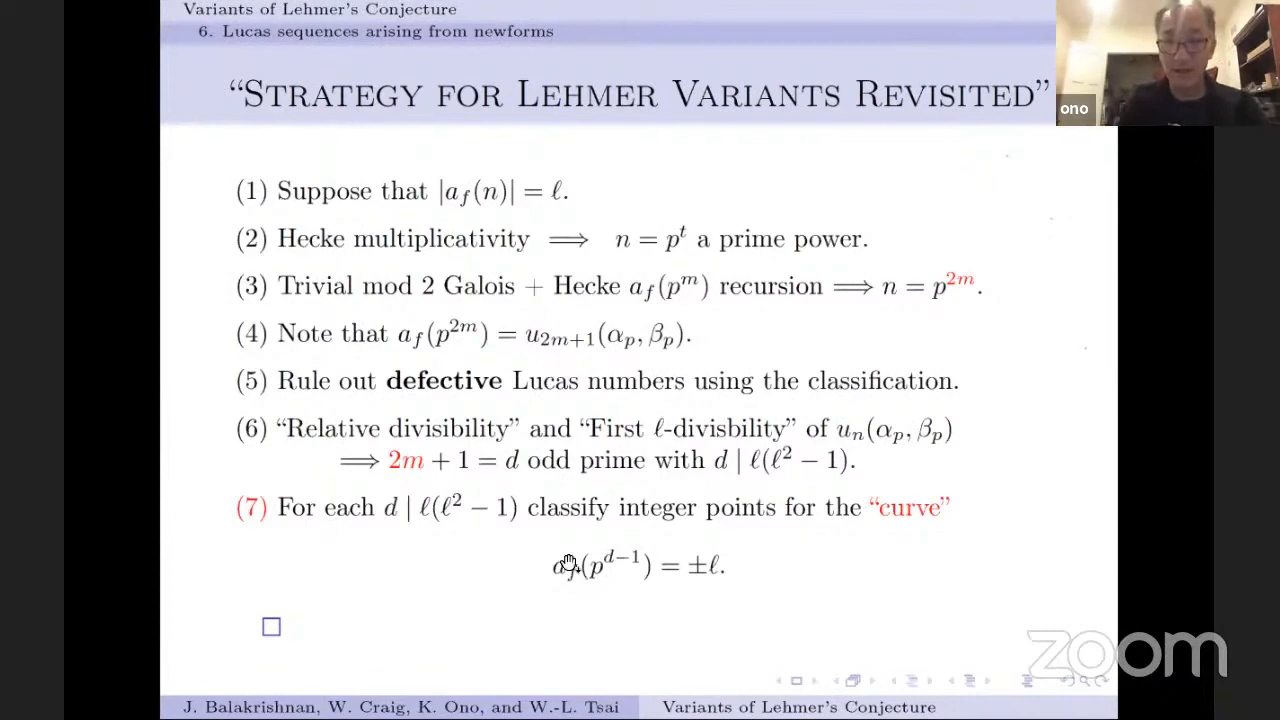 Variants of Lehmer's Conjecture
6. Lucas sequences arising from newforms
"Strategy for Lehmer Variants Revisited"
ono
(1) Suppose that |a_f(n)| = ℓ.
(2) Hecke multiplicativity ⟹ n = p^t a prime power.
(3) Trivial mod 2 Galois + Hecke a_f(p^m) recursion ⟹ n = p^{2m}.
(4) Note that a_f(p^{2m}) = u_{2m+1}(α_p, β_p).
(5) Rule out defective Lucas numbers using the classification.
(6) "Relative divisibility" and "First ℓ-divisbility" of u_n(α_p, β_p)
⟹ 2m + 1 = d odd prime with d | ℓ(ℓ² − 1).
(7) For each d | ℓ(ℓ² − 1) classify integer points for the "curve"
a_f(p^{d−1}) = ±ℓ.
zoom
J. Balakrishnan, W. Craig, K. Ono, and W.-L. Tsai Variants of Lehmer's Conjecture